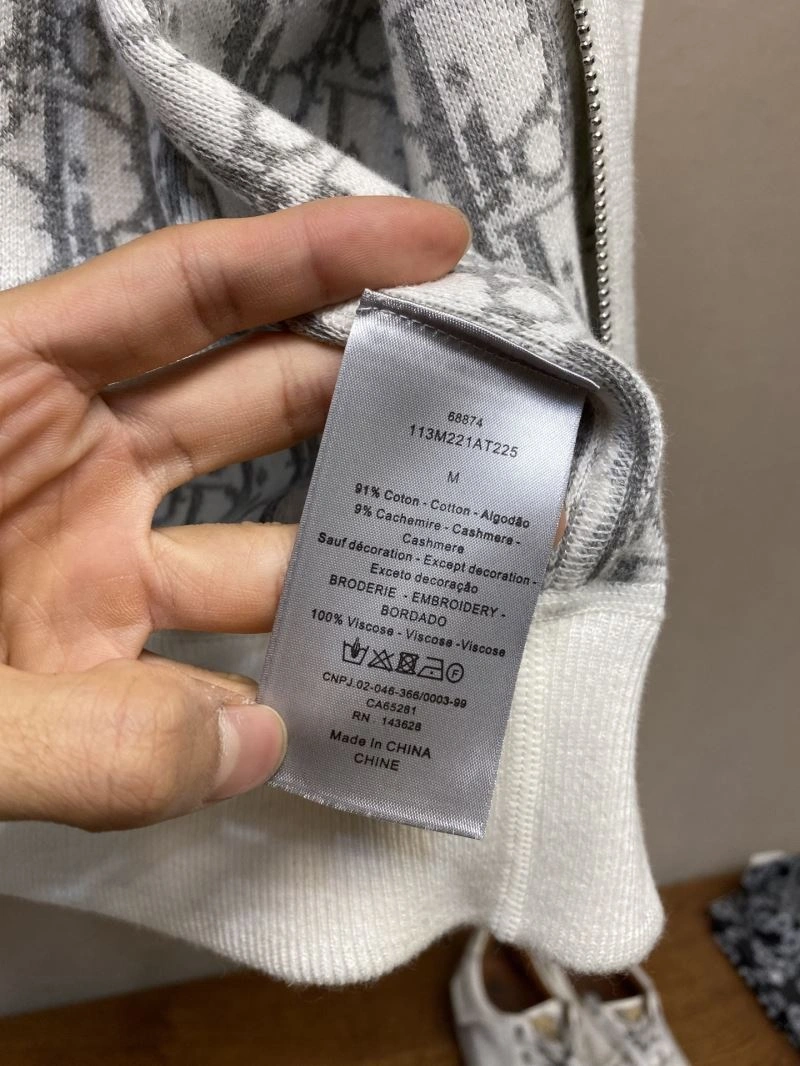 68874
113M221AT225
M
91% Coton - Cotton - Algodão
9% Cachemire - Cashmere -
Cashmere
Sauf décoration - Except decoration -
Exceto decoração
BRODERIE - EMBROIDERY -
BORDADO
100% Viscose - Viscose -Viscose
CNPJ.02-046-366/0003-99
CA65281
RN 143628
Made In CHINA
CHINE